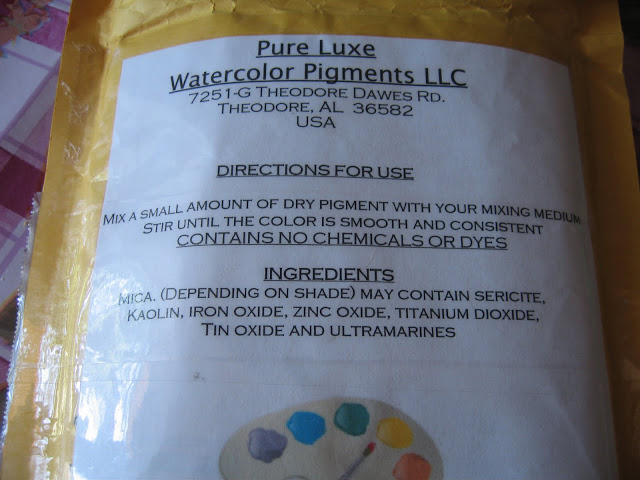 Pure Luxe
Watercolor Pigments LLC
7251-G Theodore Dawes Rd.
Theodore, AL 36582
USA
DIRECTIONS FOR USE
Mix a small amount of dry pigment with your mixing medium
Stir until the color is smooth and consistent
CONTAINS NO CHEMICALS OR DYES
INGREDIENTS
Mica. (Depending on shade) may contain sericite,
Kaolin, iron oxide, zinc oxide, titanium dioxide,
Tin oxide and ultramarines